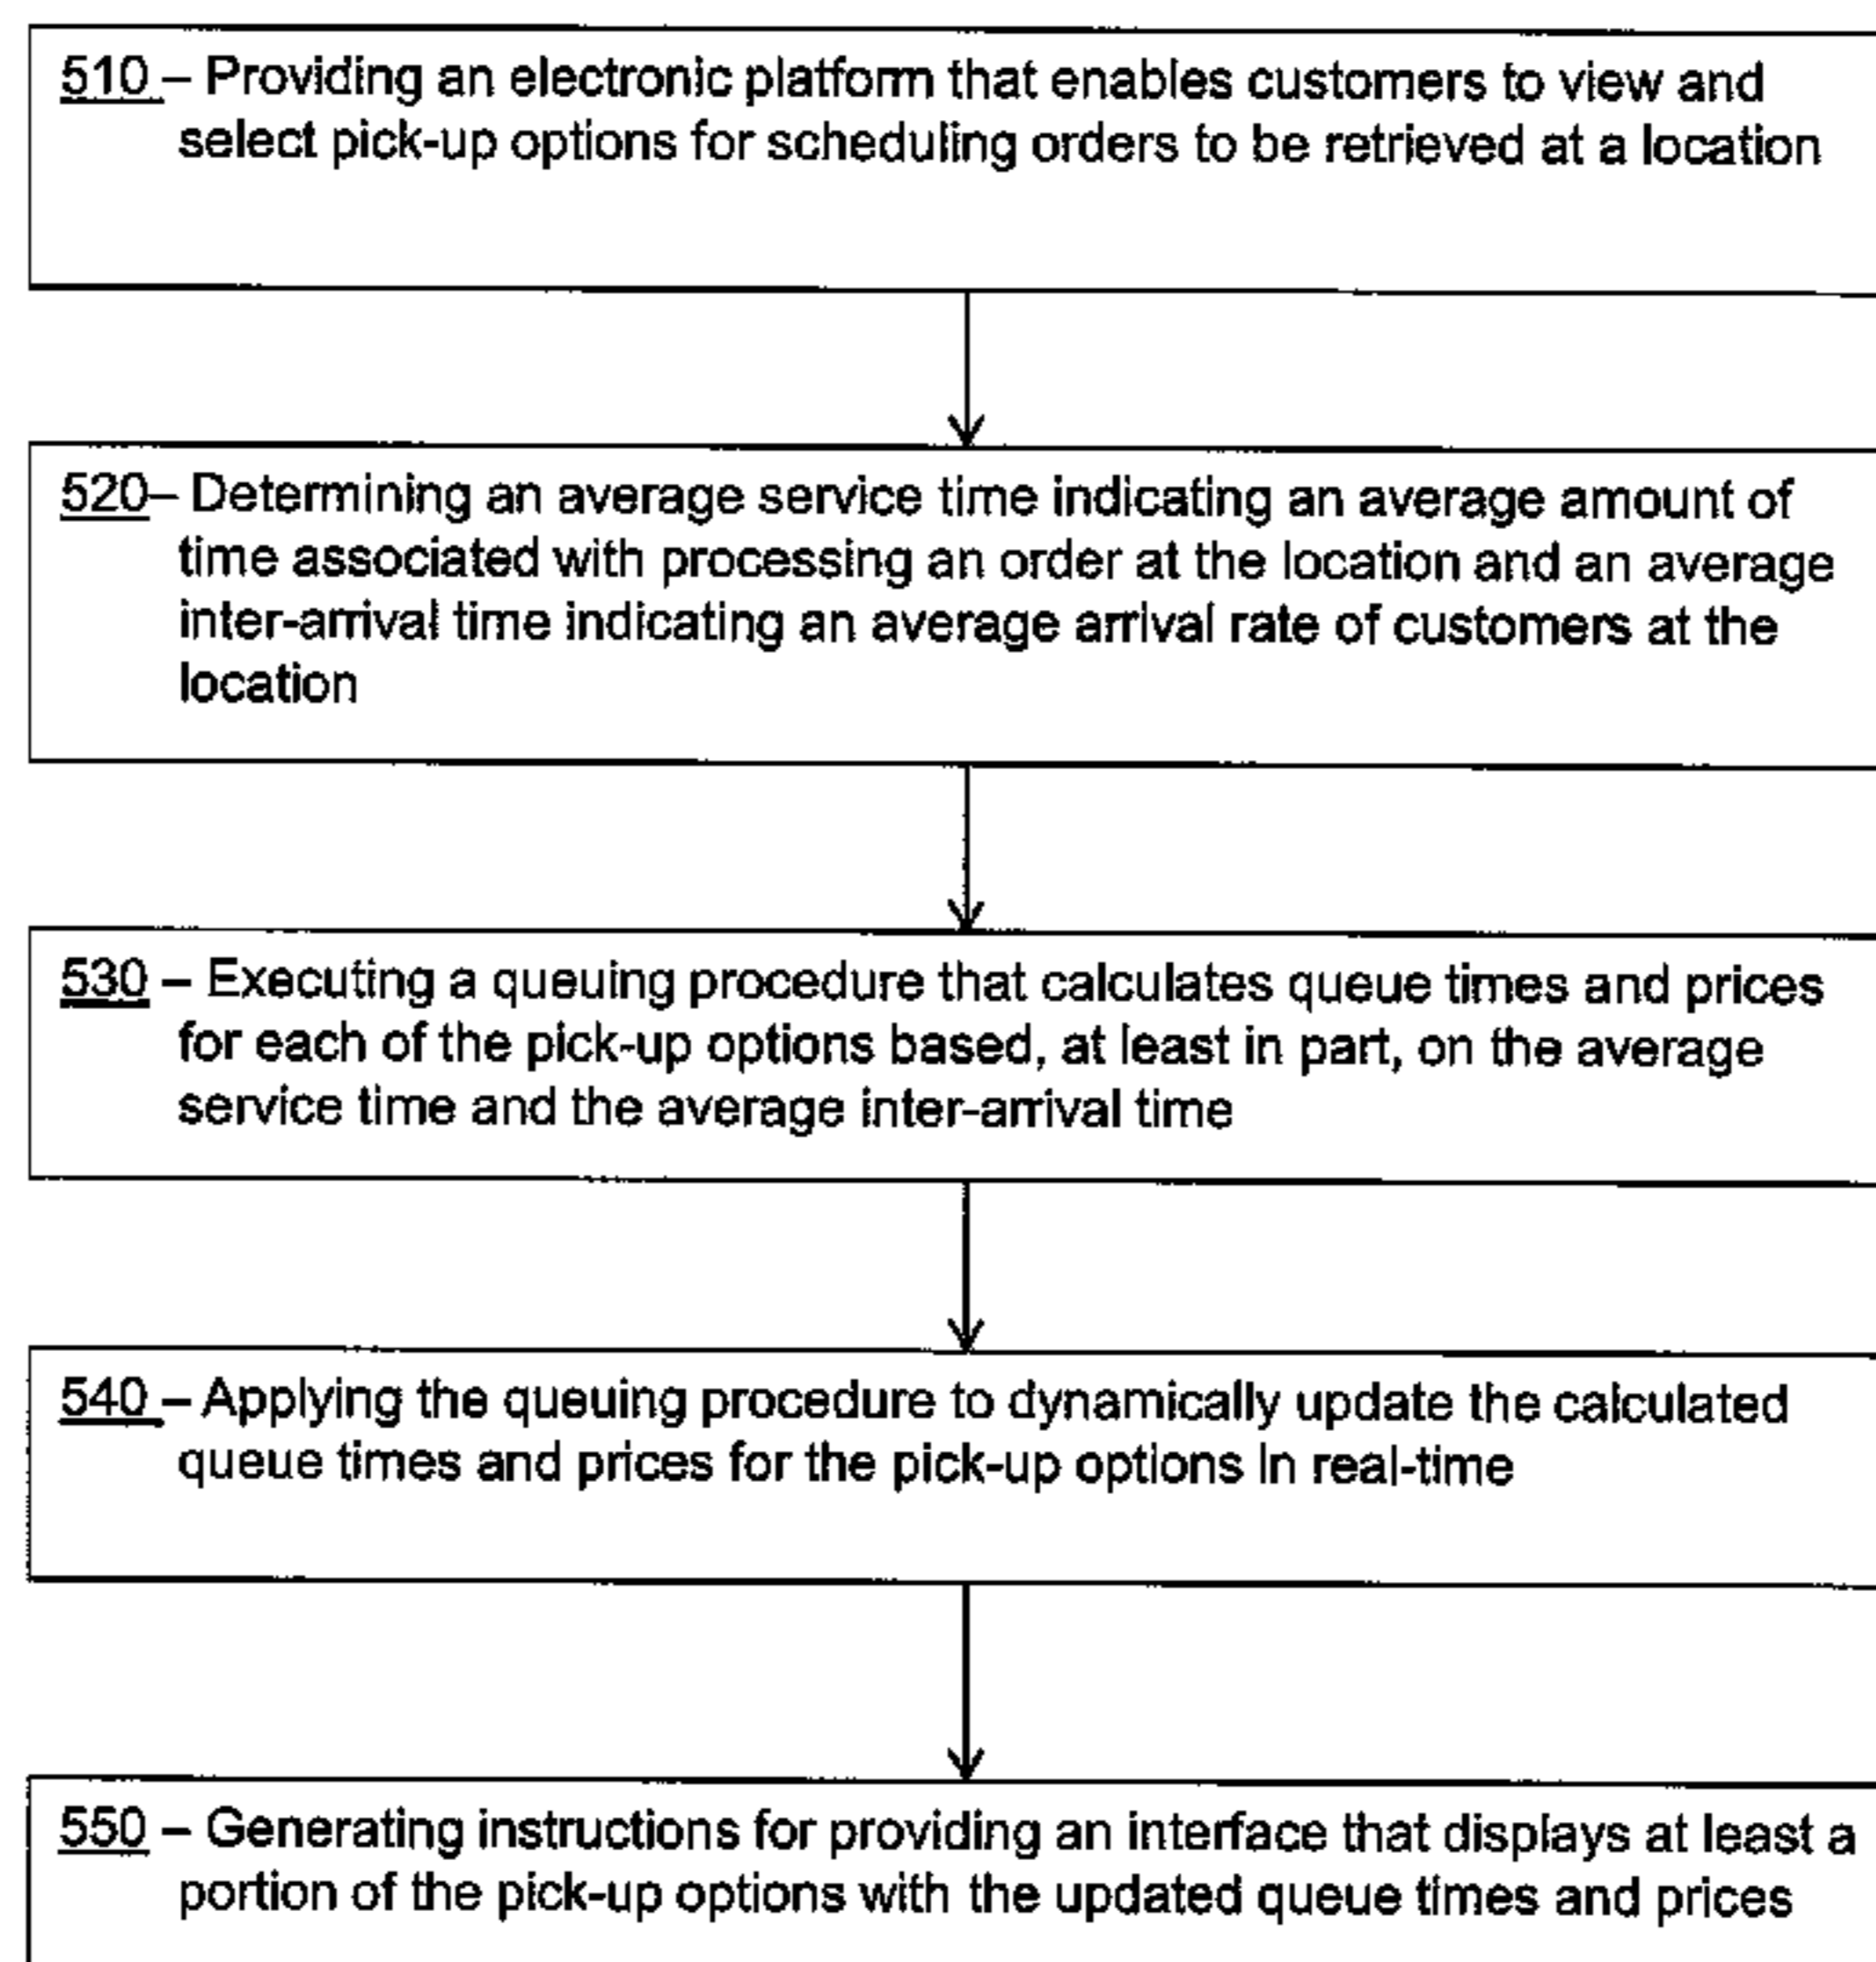 510 – Providing an electronic platform that enables customers to view and
select pick-up options for scheduling orders to be retrieved at a location
520– Determining an average service time indicating an average amount of
time associated with processing an order at the location and an average
inter-arrival time indicating an average arrival rate of customers at the
location
530 – Executing a queuing procedure that calculates queue times and prices
for each of the pick-up options based, at least in part, on the average
service time and the average inter-arrival time
540 – Applying the queuing procedure to dynamically update the calculated
queue times and prices for the pick-up options in real-time
550 – Generating instructions for providing an interface that displays at least a
portion of the pick-up options with the updated queue times and prices